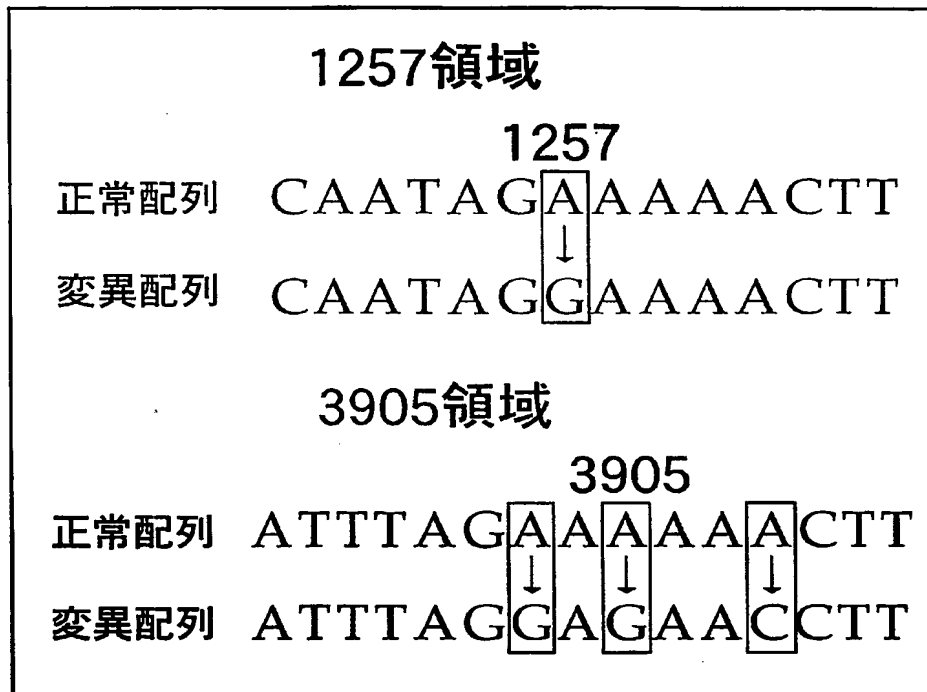 1257領域
1257
正常配列 CAATAGAAAAACTT
↓
変異配列 CAATAGGAAAACTT
3905領域
3905
正常配列 ATTTAGAAAAAACTT
↓ ↓ ↓
変異配列 ATTTAGGAGAACCTT